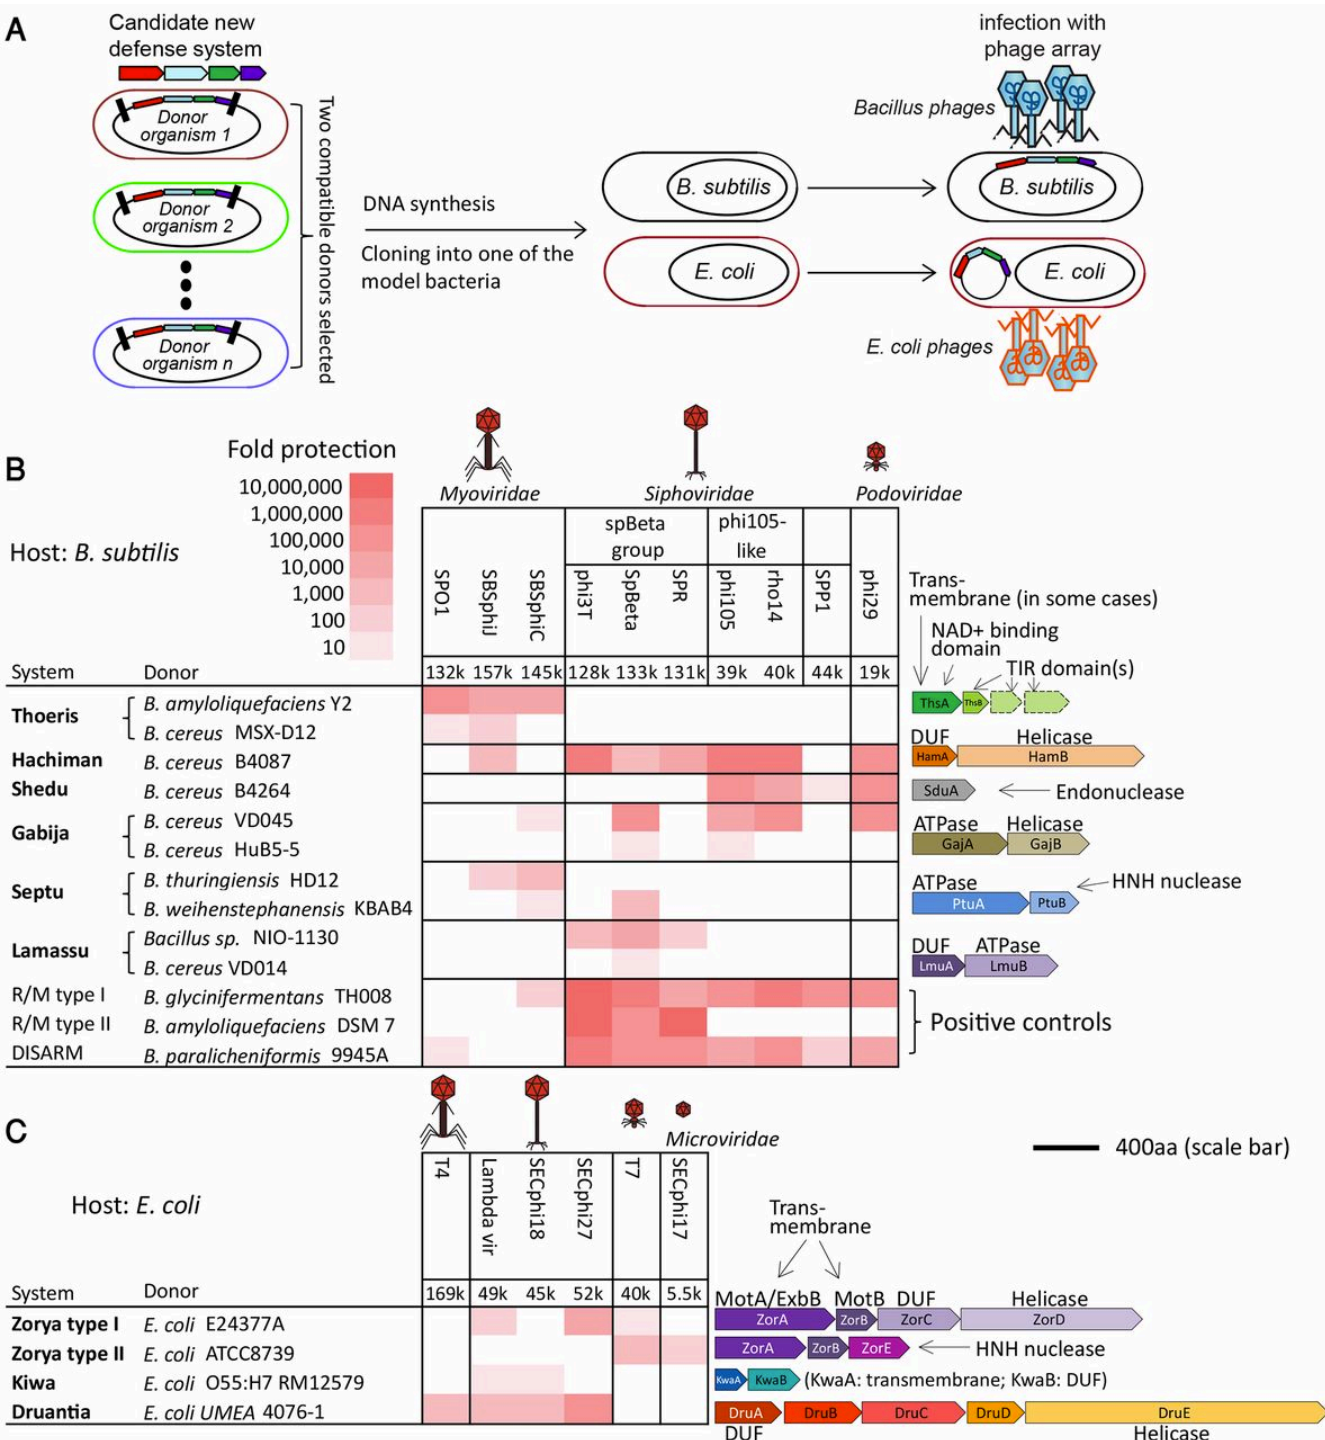 A
Candidate new
defense system
Donor
organism 1
Donor
organism 2
Donor
organism n
Two compatible donors selected
DNA synthesis
Cloning into one of the
model bacteria
B. subtilis
E. coli
infection with
phage array
Bacillus phages
B. subtilis
E. coli
E. coli phages
B
Fold protection
10,000,000
1,000,000
100,000
10,000
1,000
100
10
Host: B. subtilis
Myoviridae Siphoviridae Podoviridae
spBeta
group
phi105-
like
SPO1 SBSphiJ SBSphiC phi3T SpBeta SPR phi105 rho14 SPP1 phi29
System Donor 132k 157k 145k 128k 133k 131k 39k 40k 44k 19k
Thoeris
B. amyloliquefaciens Y2
B. cereus MSX-D12
Hachiman B. cereus B4087
Shedu B. cereus B4264
Gabija
B. cereus VD045
B. cereus HuB5-5
Septu
B. thuringiensis HD12
B. weihenstephanensis KBAB4
Lamassu
Bacillus sp. NIO-1130
B. cereus VD014
R/M type I B. glycinifermentans TH008
R/M type II B. amyloliquefaciens DSM 7
DISARM B. paralicheniformis 9945A
Trans-
membrane (in some cases)
NAD+ binding
domain
TIR domain(s)
ThsA ThsB
DUF Helicase
HamA HamB
SduA Endonuclease
ATPase Helicase
GajA GajB
ATPase HNH nuclease
PtuA PtuB
DUF ATPase
LmuA LmuB
Positive controls
C
Microviridae
400aa (scale bar)
Host: E. coli
T4 Lambda vir SECphi18 SECphi27 T7 SECphi17
System Donor 169k 49k 45k 52k 40k 5.5k
Zorya type I E. coli E24377A
Zorya type II E. coli ATCC8739
Kiwa E. coli O55:H7 RM12579
Druantia E. coli UMEA 4076-1
Trans-
membrane
MotA/ExbB MotB DUF Helicase
ZorA ZorB ZorC ZorD
ZorA ZorB ZorE HNH nuclease
KwaA KwaB (KwaA: transmembrane; KwaB: DUF)
DruA DruB DruC DruD DruE
DUF Helicase